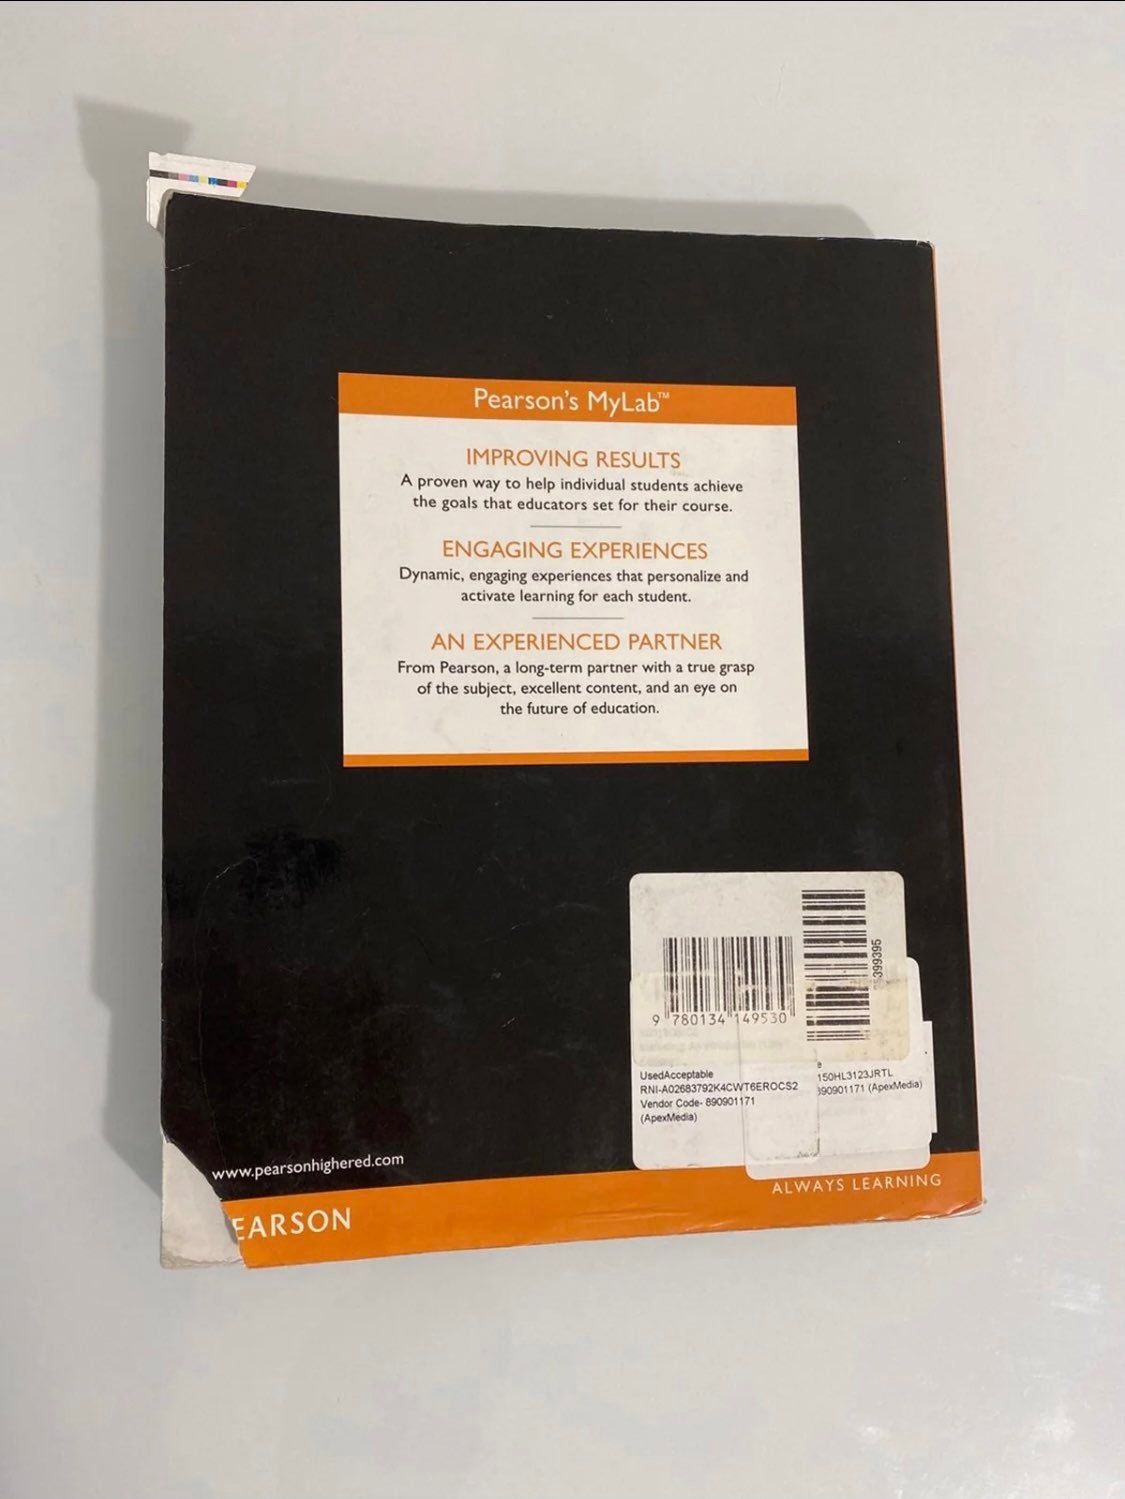 Pearson's MyLab™
IMPROVING RESULTS
A proven way to help individual students achieve
the goals that educators set for their course.
ENGAGING EXPERIENCES
Dynamic, engaging experiences that personalize and
activate learning for each student.
AN EXPERIENCED PARTNER
From Pearson, a long-term partner with a true grasp
of the subject, excellent content, and an eye on
the future of education.
9 780134 149530
UsedAcceptable
RNI-A02683792K4CWT6EROCS2
Vendor Code- 890901171
(ApexMedia)
e
150HL3123JRTL
890901171 (ApexMedia)
www.pearsonhighered.com
EARSON
ALWAYS LEARNING